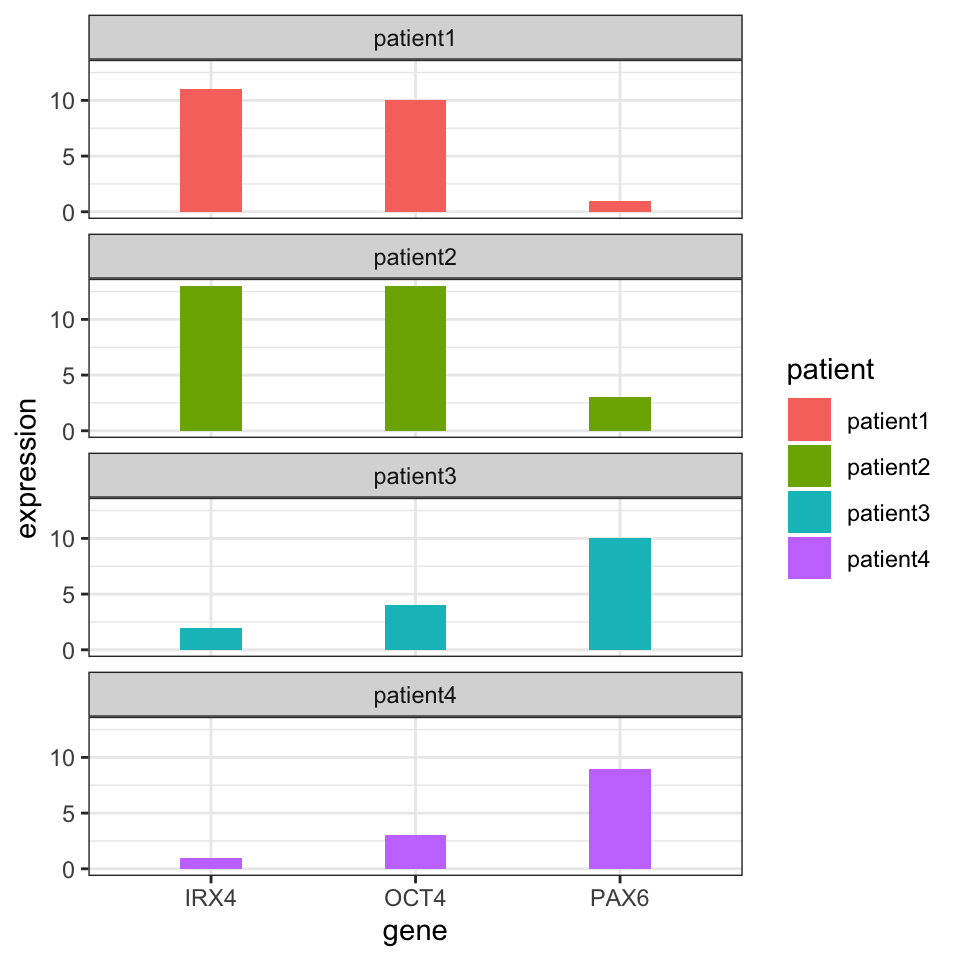 patient1
10
5
0
patient2
10
5
0
patient3
10
5
0
patient4
10
5
0
IRX4 OCT4 PAX6
gene
expression
patient
patient1
patient2
patient3
patient4